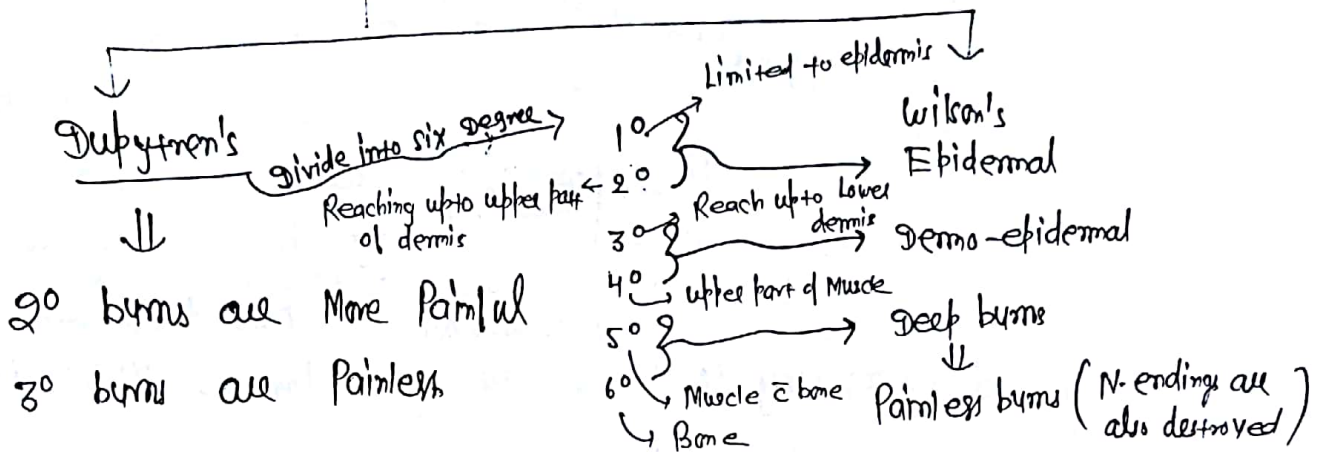 Dupytren's
Divide into six Degree
1°
Limited to epidermis
2°
Reaching upto upper part
of dermis
3°
Reach upto Lower
dermis
4°
upper part of Muscle
5°
Muscle c̄ bone
6°
Bone
Wilson's
Epidermal
Dermo-epidermal
Deep burns
Painless burns (N. endings are
also destroyed)
2° burns are More Painful
3° burns are Painless